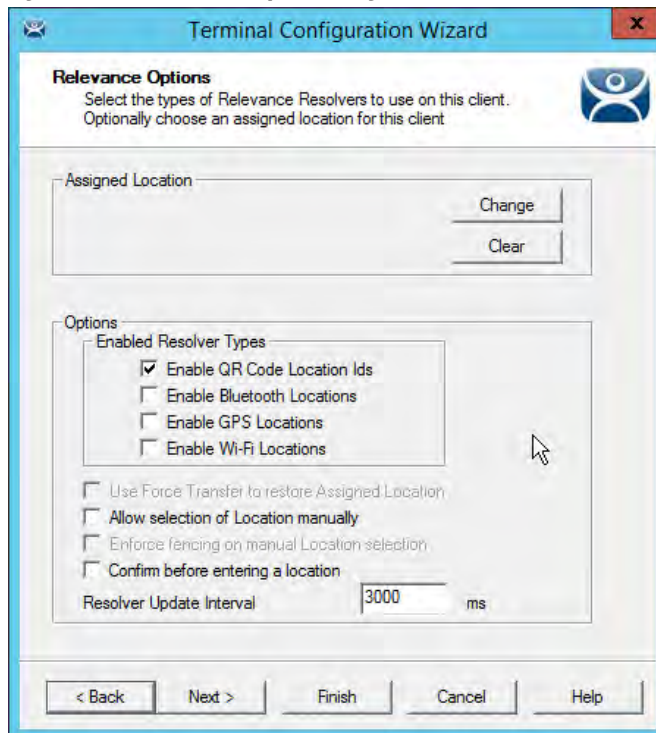 Terminal Configuration Wizard
x
Relevance Options
Select the types of Relevance Resolvers to use on this client.
Optionally choose an assigned location for this client
Assigned Location
Change
Clear
Options
Enabled Resolver Types
Enable QR Code Location Ids
Enable Bluetooth Locations
Enable GPS Locations
Enable Wi-Fi Locations
Use Force Transfer to restore Assigned Location
Allow selection of Location manually
Enforce fencing on manual Location selection
Confirm before entering a location
Resolver Update Interval 3000 ms
< Back Next > Finish Cancel Help